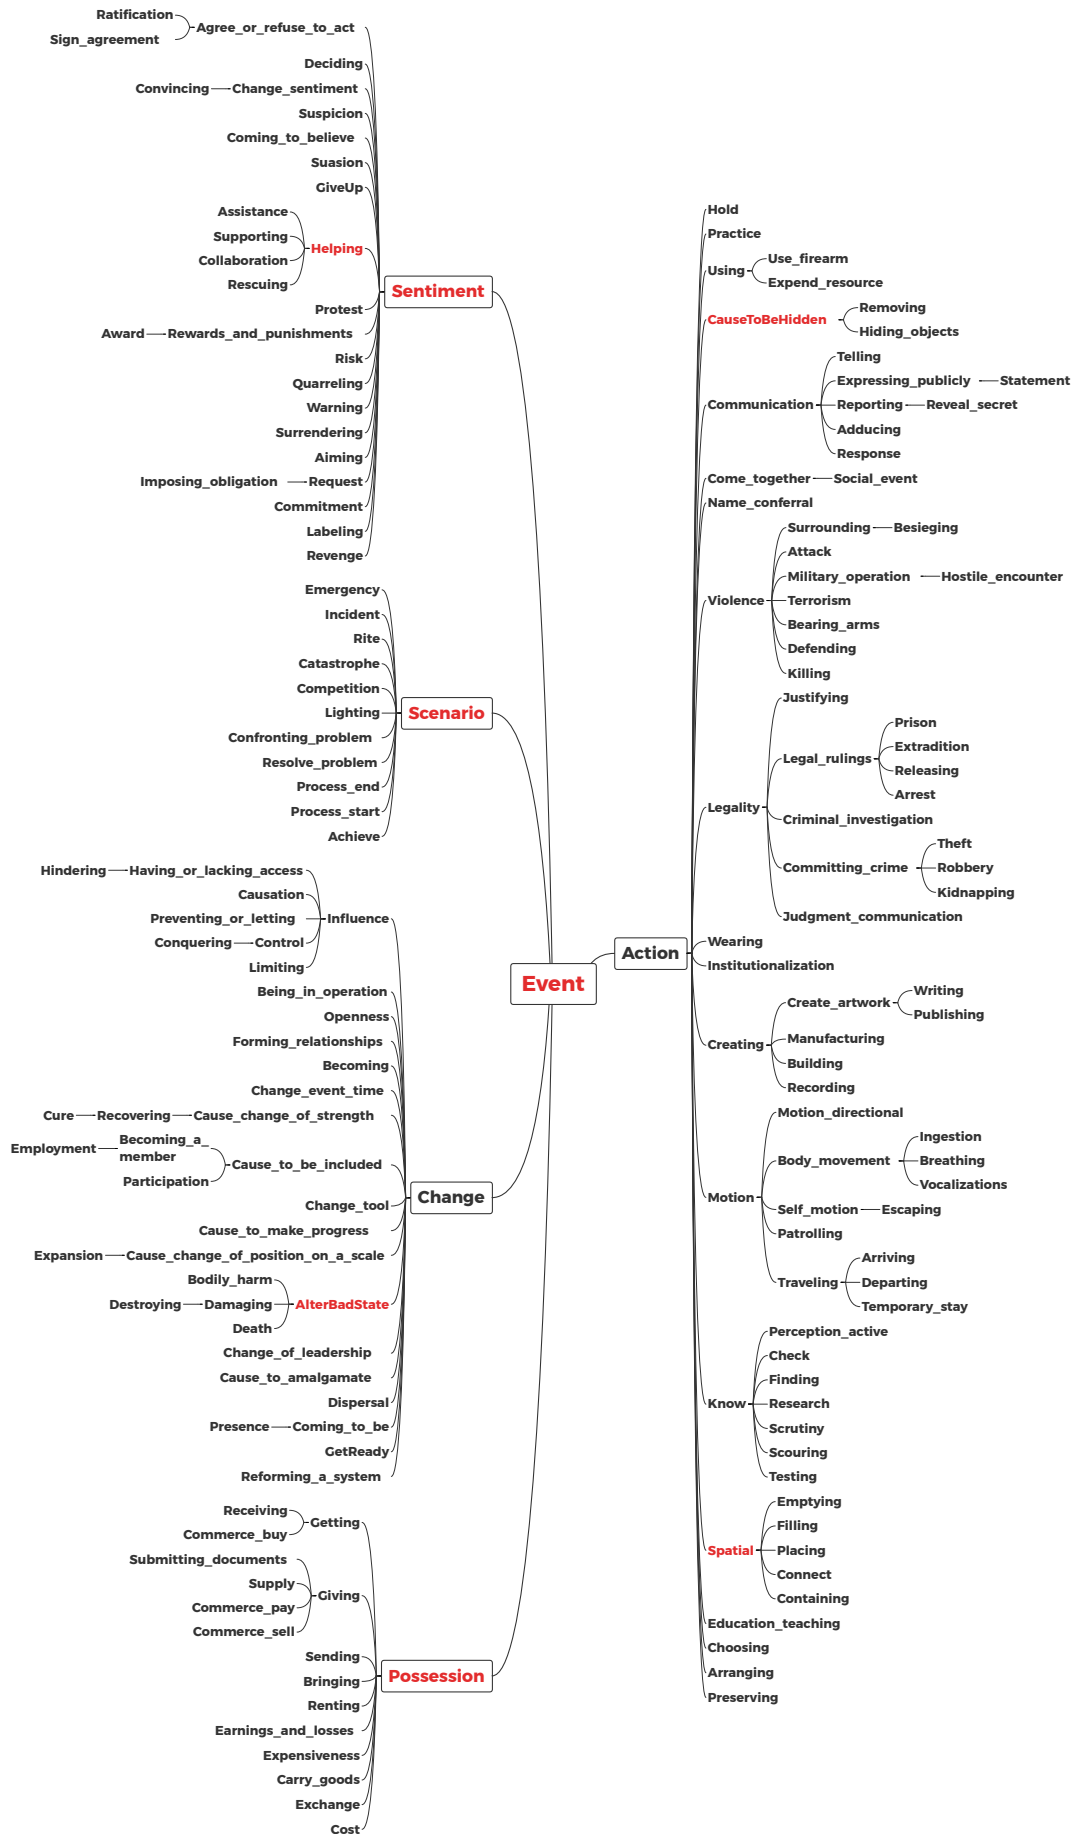 Ratification
Sign_agreement
Agree_or_refuse_to_act
Deciding
Convincing
Change_sentiment
Suspicion
Coming_to_believe
Suasion
GiveUp
Assistance
Supporting
Collaboration
Rescuing
Helping
Sentiment
Protest
Award
Rewards_and_punishments
Risk
Quarreling
Warning
Surrendering
Aiming
Imposing_obligation
Request
Commitment
Labeling
Revenge
Emergency
Incident
Rite
Catastrophe
Competition
Lighting
Scenario
Confronting_problem
Resolve_problem
Process_end
Process_start
Achieve
Hindering
Having_or_lacking_access
Causation
Preventing_or_letting
Influence
Conquering
Control
Limiting
Being_in_operation
Openness
Forming_relationships
Becoming
Change_event_time
Cure
Recovering
Cause_change_of_strength
Employment
Becoming_a_
member
Participation
Cause_to_be_included
Change
Change_tool
Cause_to_make_progress
Expansion
Cause_change_of_position_on_a_scale
Bodily_harm
Destroying
Damaging
Death
AlterBadState
Change_of_leadership
Cause_to_amalgamate
Dispersal
Presence
Coming_to_be
GetReady
Reforming_a_system
Receiving
Commerce_buy
Getting
Submitting_documents
Supply
Commerce_pay
Commerce_sell
Giving
Sending
Possession
Bringing
Renting
Earnings_and_losses
Expensiveness
Carry_goods
Exchange
Cost
Event
Action
Hold
Practice
Using
Use_firearm
Expend_resource
CauseToBeHidden
Removing
Hiding_objects
Communication
Telling
Expressing_publicly
Statement
Reporting
Reveal_secret
Adducing
Response
Come_together
Social_event
Name_conferral
Violence
Surrounding
Besieging
Attack
Military_operation
Hostile_encounter
Terrorism
Bearing_arms
Defending
Killing
Legality
Justifying
Legal_rulings
Prison
Extradition
Releasing
Arrest
Criminal_investigation
Committing_crime
Theft
Robbery
Kidnapping
Judgment_communication
Wearing
Institutionalization
Creating
Create_artwork
Writing
Publishing
Manufacturing
Building
Recording
Motion
Motion_directional
Body_movement
Ingestion
Breathing
Vocalizations
Self_motion
Escaping
Patrolling
Traveling
Arriving
Departing
Temporary_stay
Know
Perception_active
Check
Finding
Research
Scrutiny
Scouring
Testing
Spatial
Emptying
Filling
Placing
Connect
Containing
Education_teaching
Choosing
Arranging
Preserving